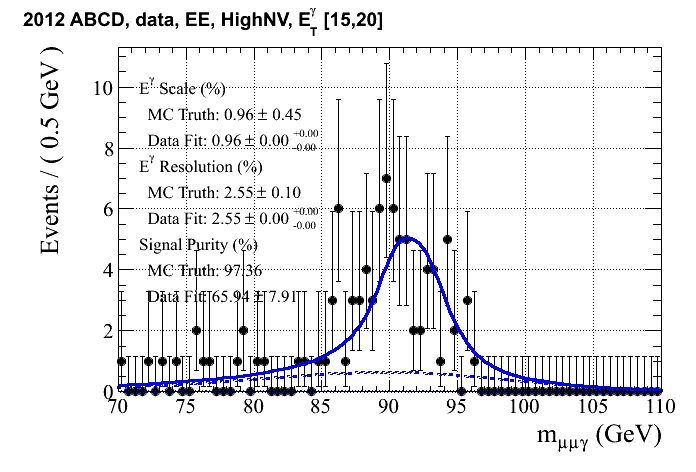 2012 ABCD, data, EE, HighNV, E_T^γ [15,20]
Events / ( 0.5 GeV )
E^γ Scale (%)
MC Truth: 0.96 ± 0.45
Data Fit: 0.96 ± 0.00 +0.00 -0.00
E^γ Resolution (%)
MC Truth: 2.55 ± 0.10
Data Fit: 2.55 ± 0.00 +0.00 -0.00
Signal Purity (%)
MC Truth: 97.36
Data Fit: 65.94 ± 7.91
10
8
6
4
2
0
70 75 80 85 90 95 100 105 110
m_μμγ (GeV)